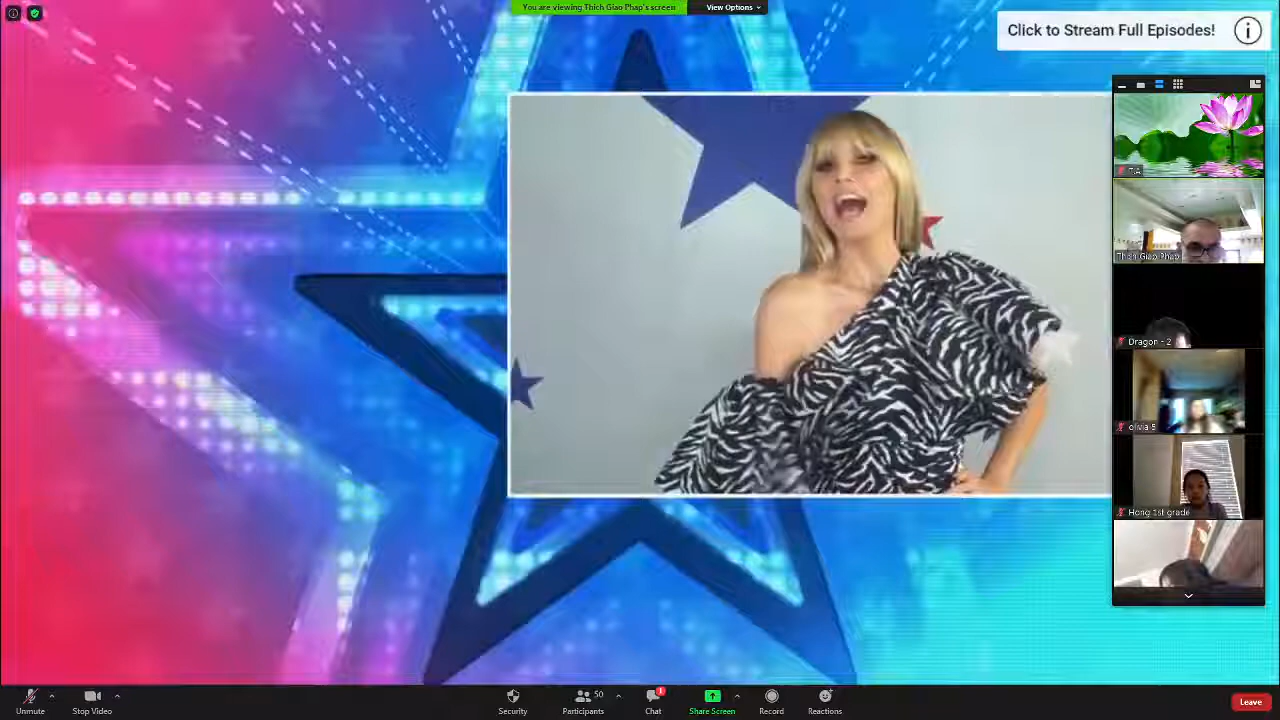 You are viewing Thich Giao Phap's screen
View Options
Click to Stream Full Episodes!
Thich Giao Phap
Dragon - 2
olivia 5
Hong 1st grade
Unmute
Stop Video
Security
50
Participants
1
Chat
Share Screen
Record
Reactions
Leave